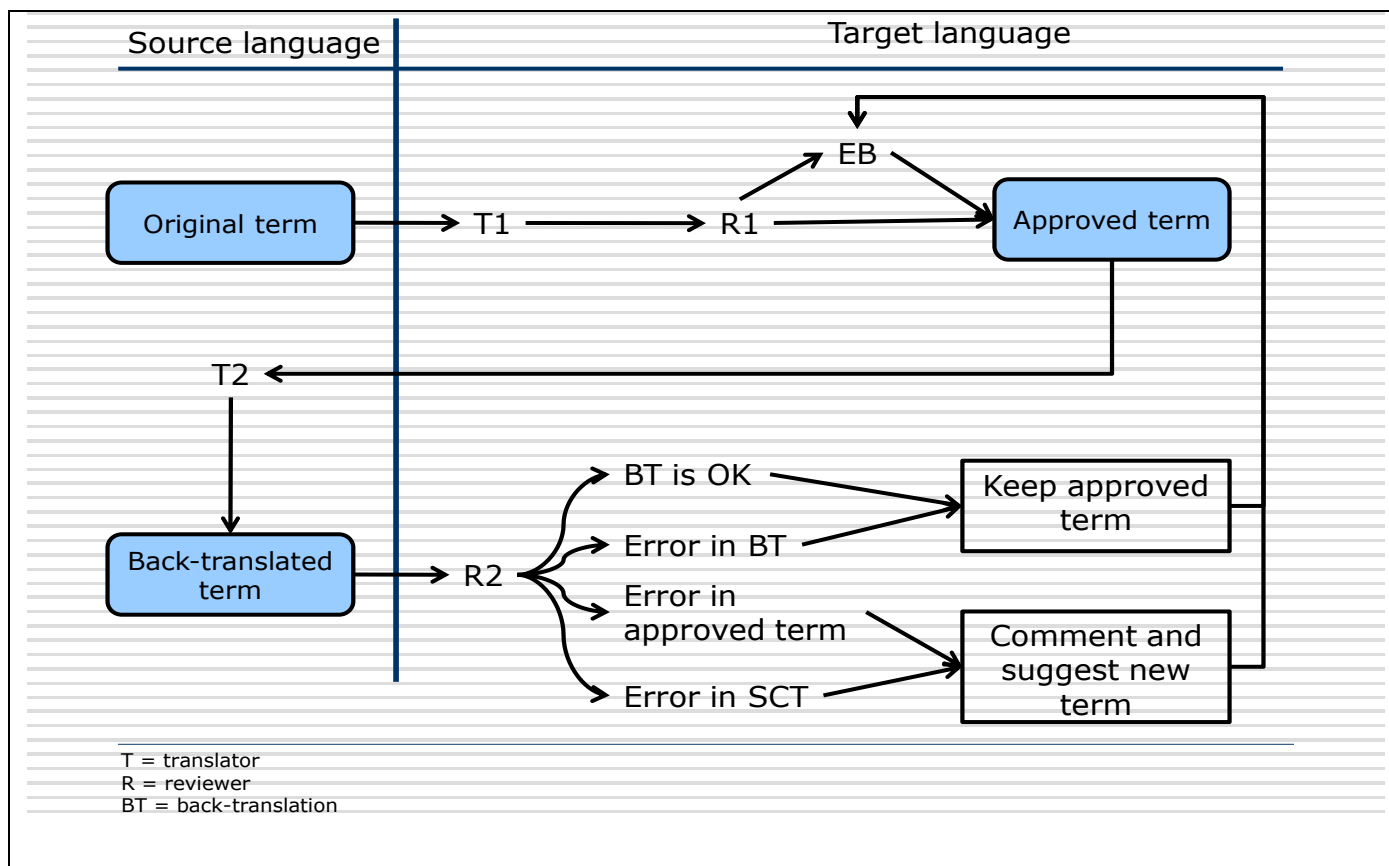 Source language
Target language
EB
Original term
T1
R1
Approved term
T2
BT is OK
Keep approved
term
Error in BT
Back-translated
term
R2
Error in
approved term
Comment and
suggest new
term
Error in SCT
T = translator
R = reviewer
BT = back-translation